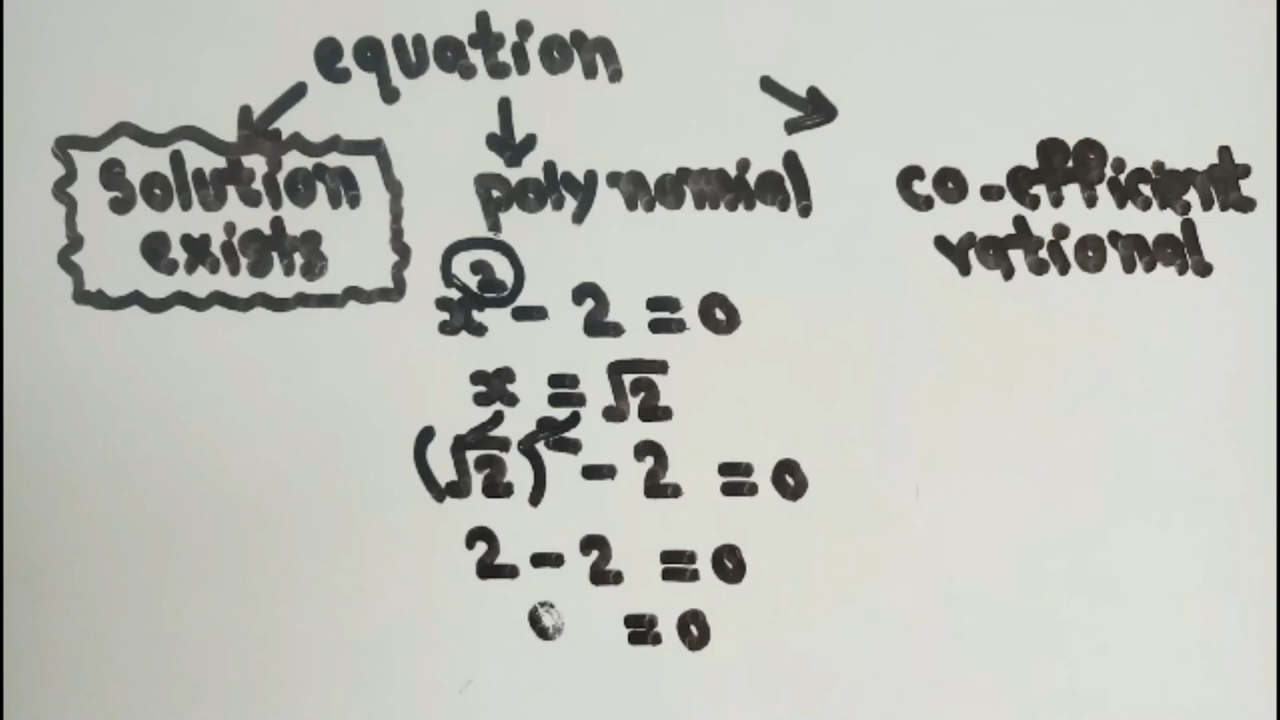 equation
Solution
exists
polynomial
co-efficient
rational
x² - 2 = 0
x = √2
(√2)² - 2 = 0
2 - 2 = 0
0 = 0